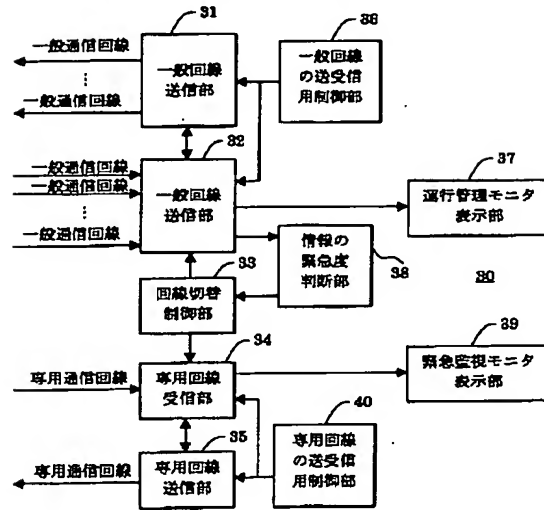 31
一般通信回線
⋮
一般通信回線
一般回線
送信部
36
一般回線
の送受信
用制御部
32
一般通信回線
一般通信回線
⋮
一般通信回線
一般回線
送信部
37
運行管理モニタ
表示部
情報の
緊急度
判断部
38
33
回線切替
制御部
30
34
専用通信回線
専用回線
受信部
39
緊急監視モニタ
表示部
35
専用通信回線
専用回線
送信部
40
専用回線
の送受信
用制御部